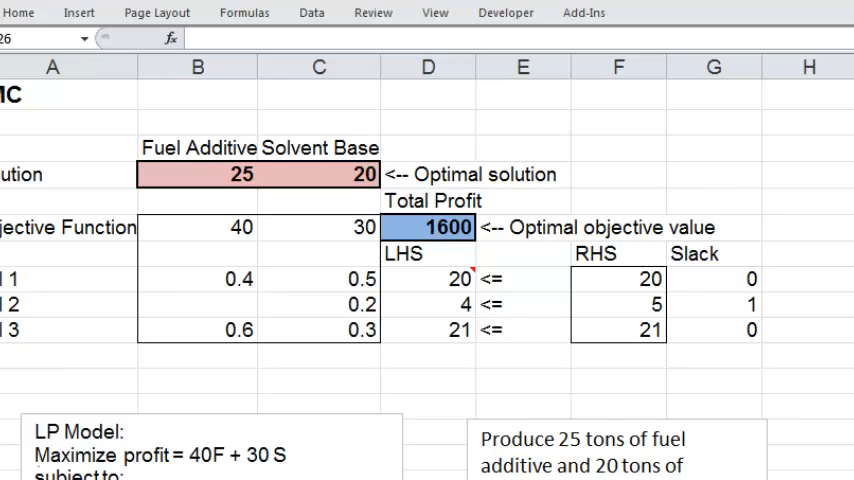 Home Insert Page Layout Formulas Data Review View Developer Add-Ins
26 fx
A B C D E F G H
MC
Fuel Additive Solvent Base
ution 25 20 <-- Optimal solution
Total Profit
jective Function 40 30 1600 <-- Optimal objective value
LHS RHS Slack
l 1 0.4 0.5 20 <= 20 0
l 2 0.2 4 <= 5 1
l 3 0.6 0.3 21 <= 21 0
LP Model:
Maximize profit = 40F + 30 S
subject to:
Produce 25 tons of fuel
additive and 20 tons of